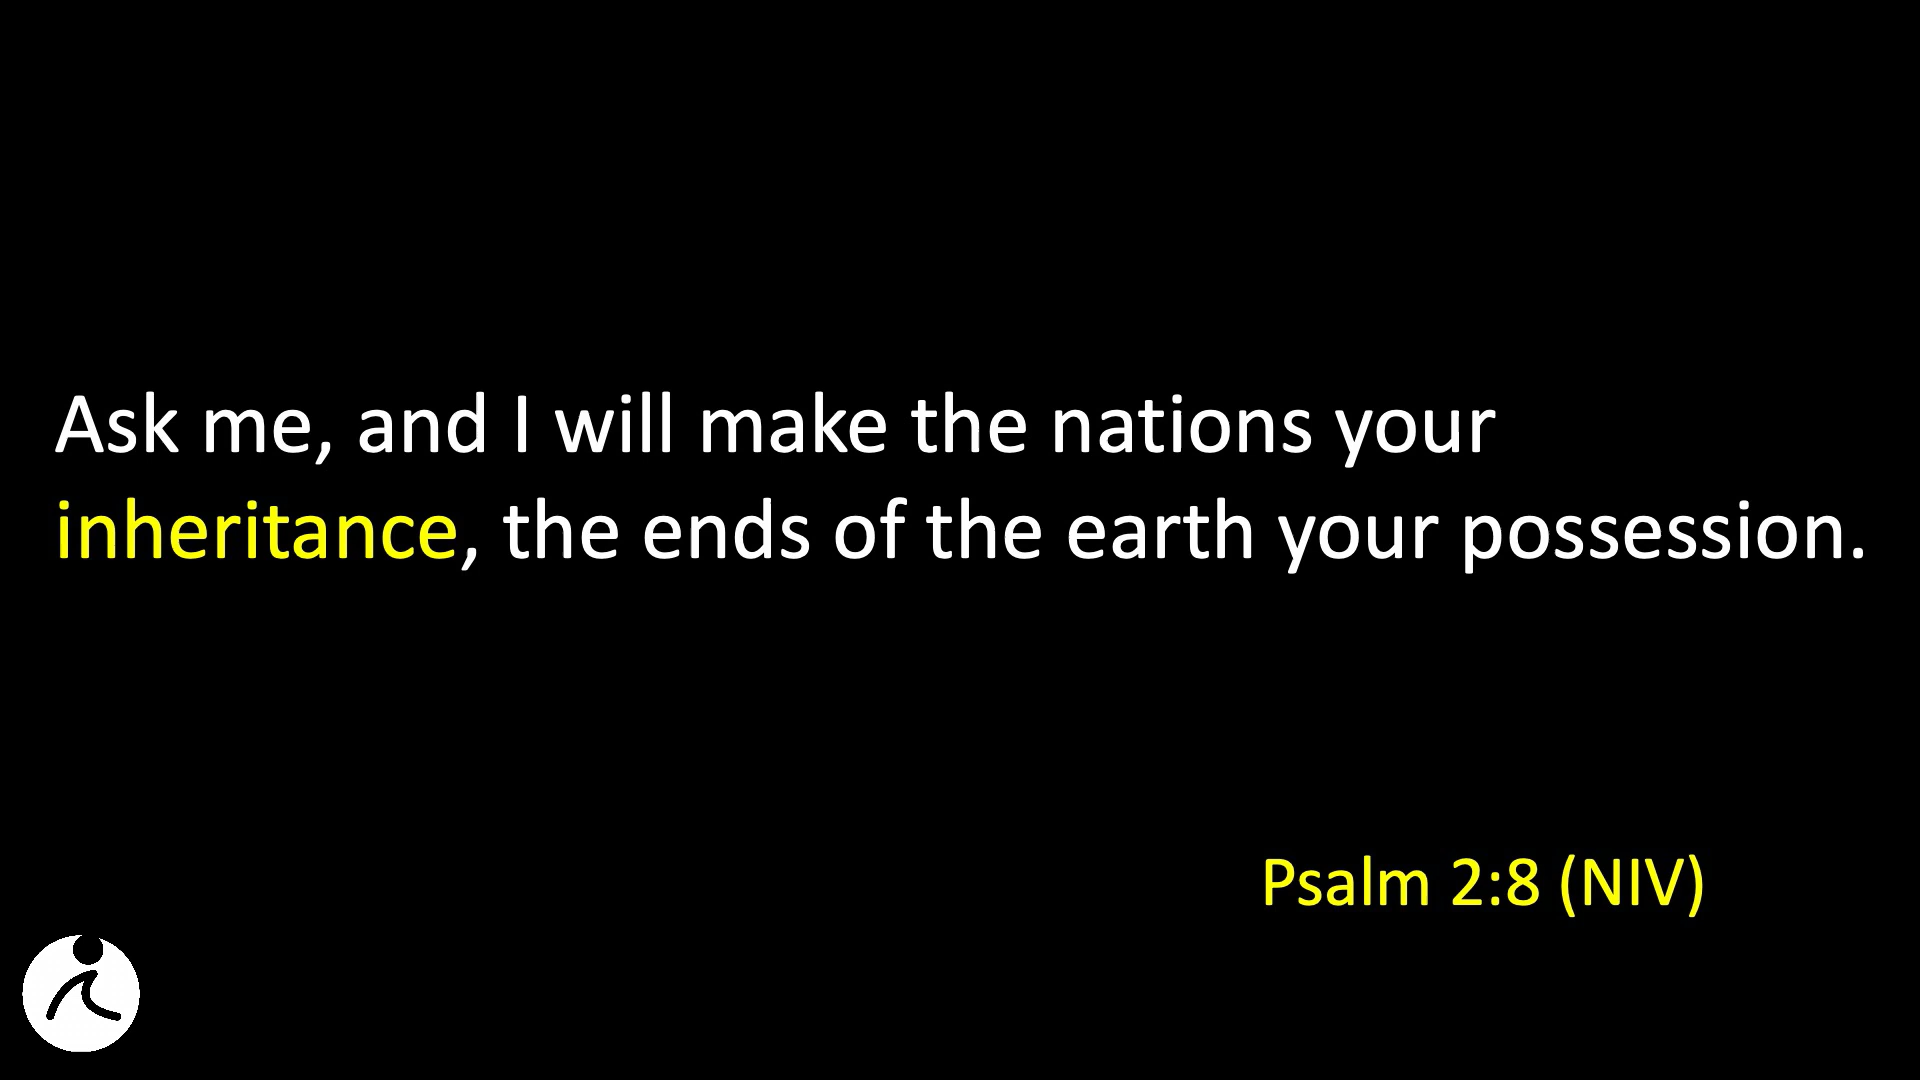 Ask me, and I will make the nations your
inheritance, the ends of the earth your possession.
Psalm 2:8 (NIV)